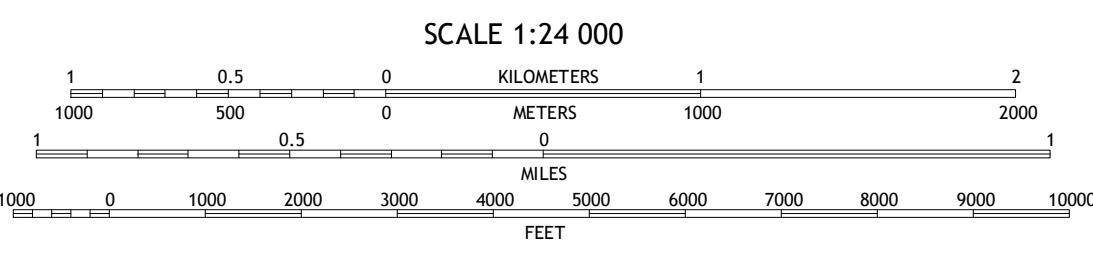 SCALE 1:24 000
1 0.5 0 KILOMETERS 1 2
1000 500 0 METERS 1000 2000
1 0.5 0 1
MILES
1000 0 1000 2000 3000 4000 5000 6000 7000 8000 9000 10000
FEET